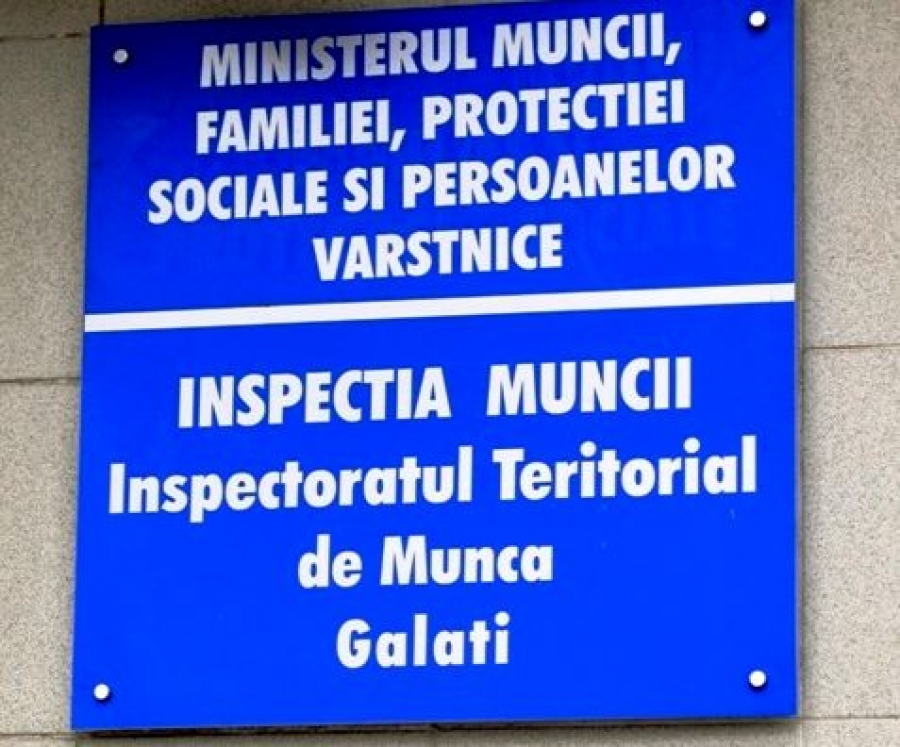 MINISTERUL MUNCII,
FAMILIEI, PROTECTIEI
SOCIALE SI PERSOANELOR
VARSTNICE
INSPECTIA MUNCII
Inspectoratul Teritorial
de Munca
Galati